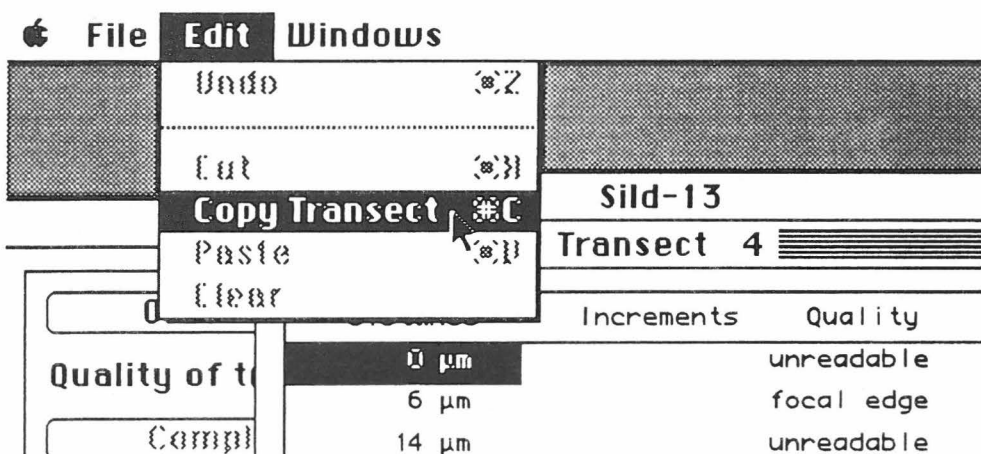 File Edit Windows
Undo ⌘Z
Cut ⌘X
Sild-13
Copy Transect ⌘C
Transect 4
Paste ⌘V
Clear
Increments Quality
0 µm unreadable
Quality of
6 µm focal edge
14 µm unreadable